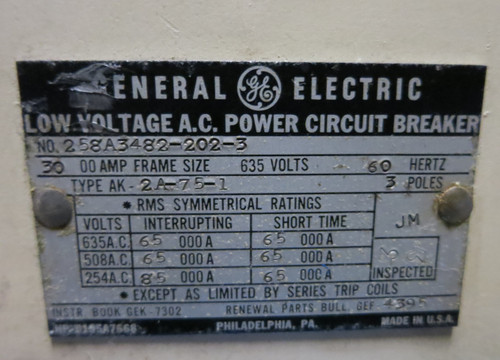 GENERAL GE ELECTRIC
LOW VOLTAGE A.C. POWER CIRCUIT BREAKER
NO. 258A3482-202-3
30 00 AMP FRAME SIZE 635 VOLTS 60 HERTZ
TYPE AK- 2A-75-1 3 POLES
• RMS SYMMETRICAL RATINGS
VOLTS INTERRUPTING SHORT TIME JM
635A.C. 65 000A 65 000A
508A.C. 65 000A 65 000A
254A.C. 85 000A 65 000A INSPECTED
• EXCEPT AS LIMITED BY SERIES TRIP COILS
INSTR. BOOK GEK-7302 RENEWAL PARTS BULL. GEF 4395
PHILADELPHIA, PA. MADE IN U.S.A.